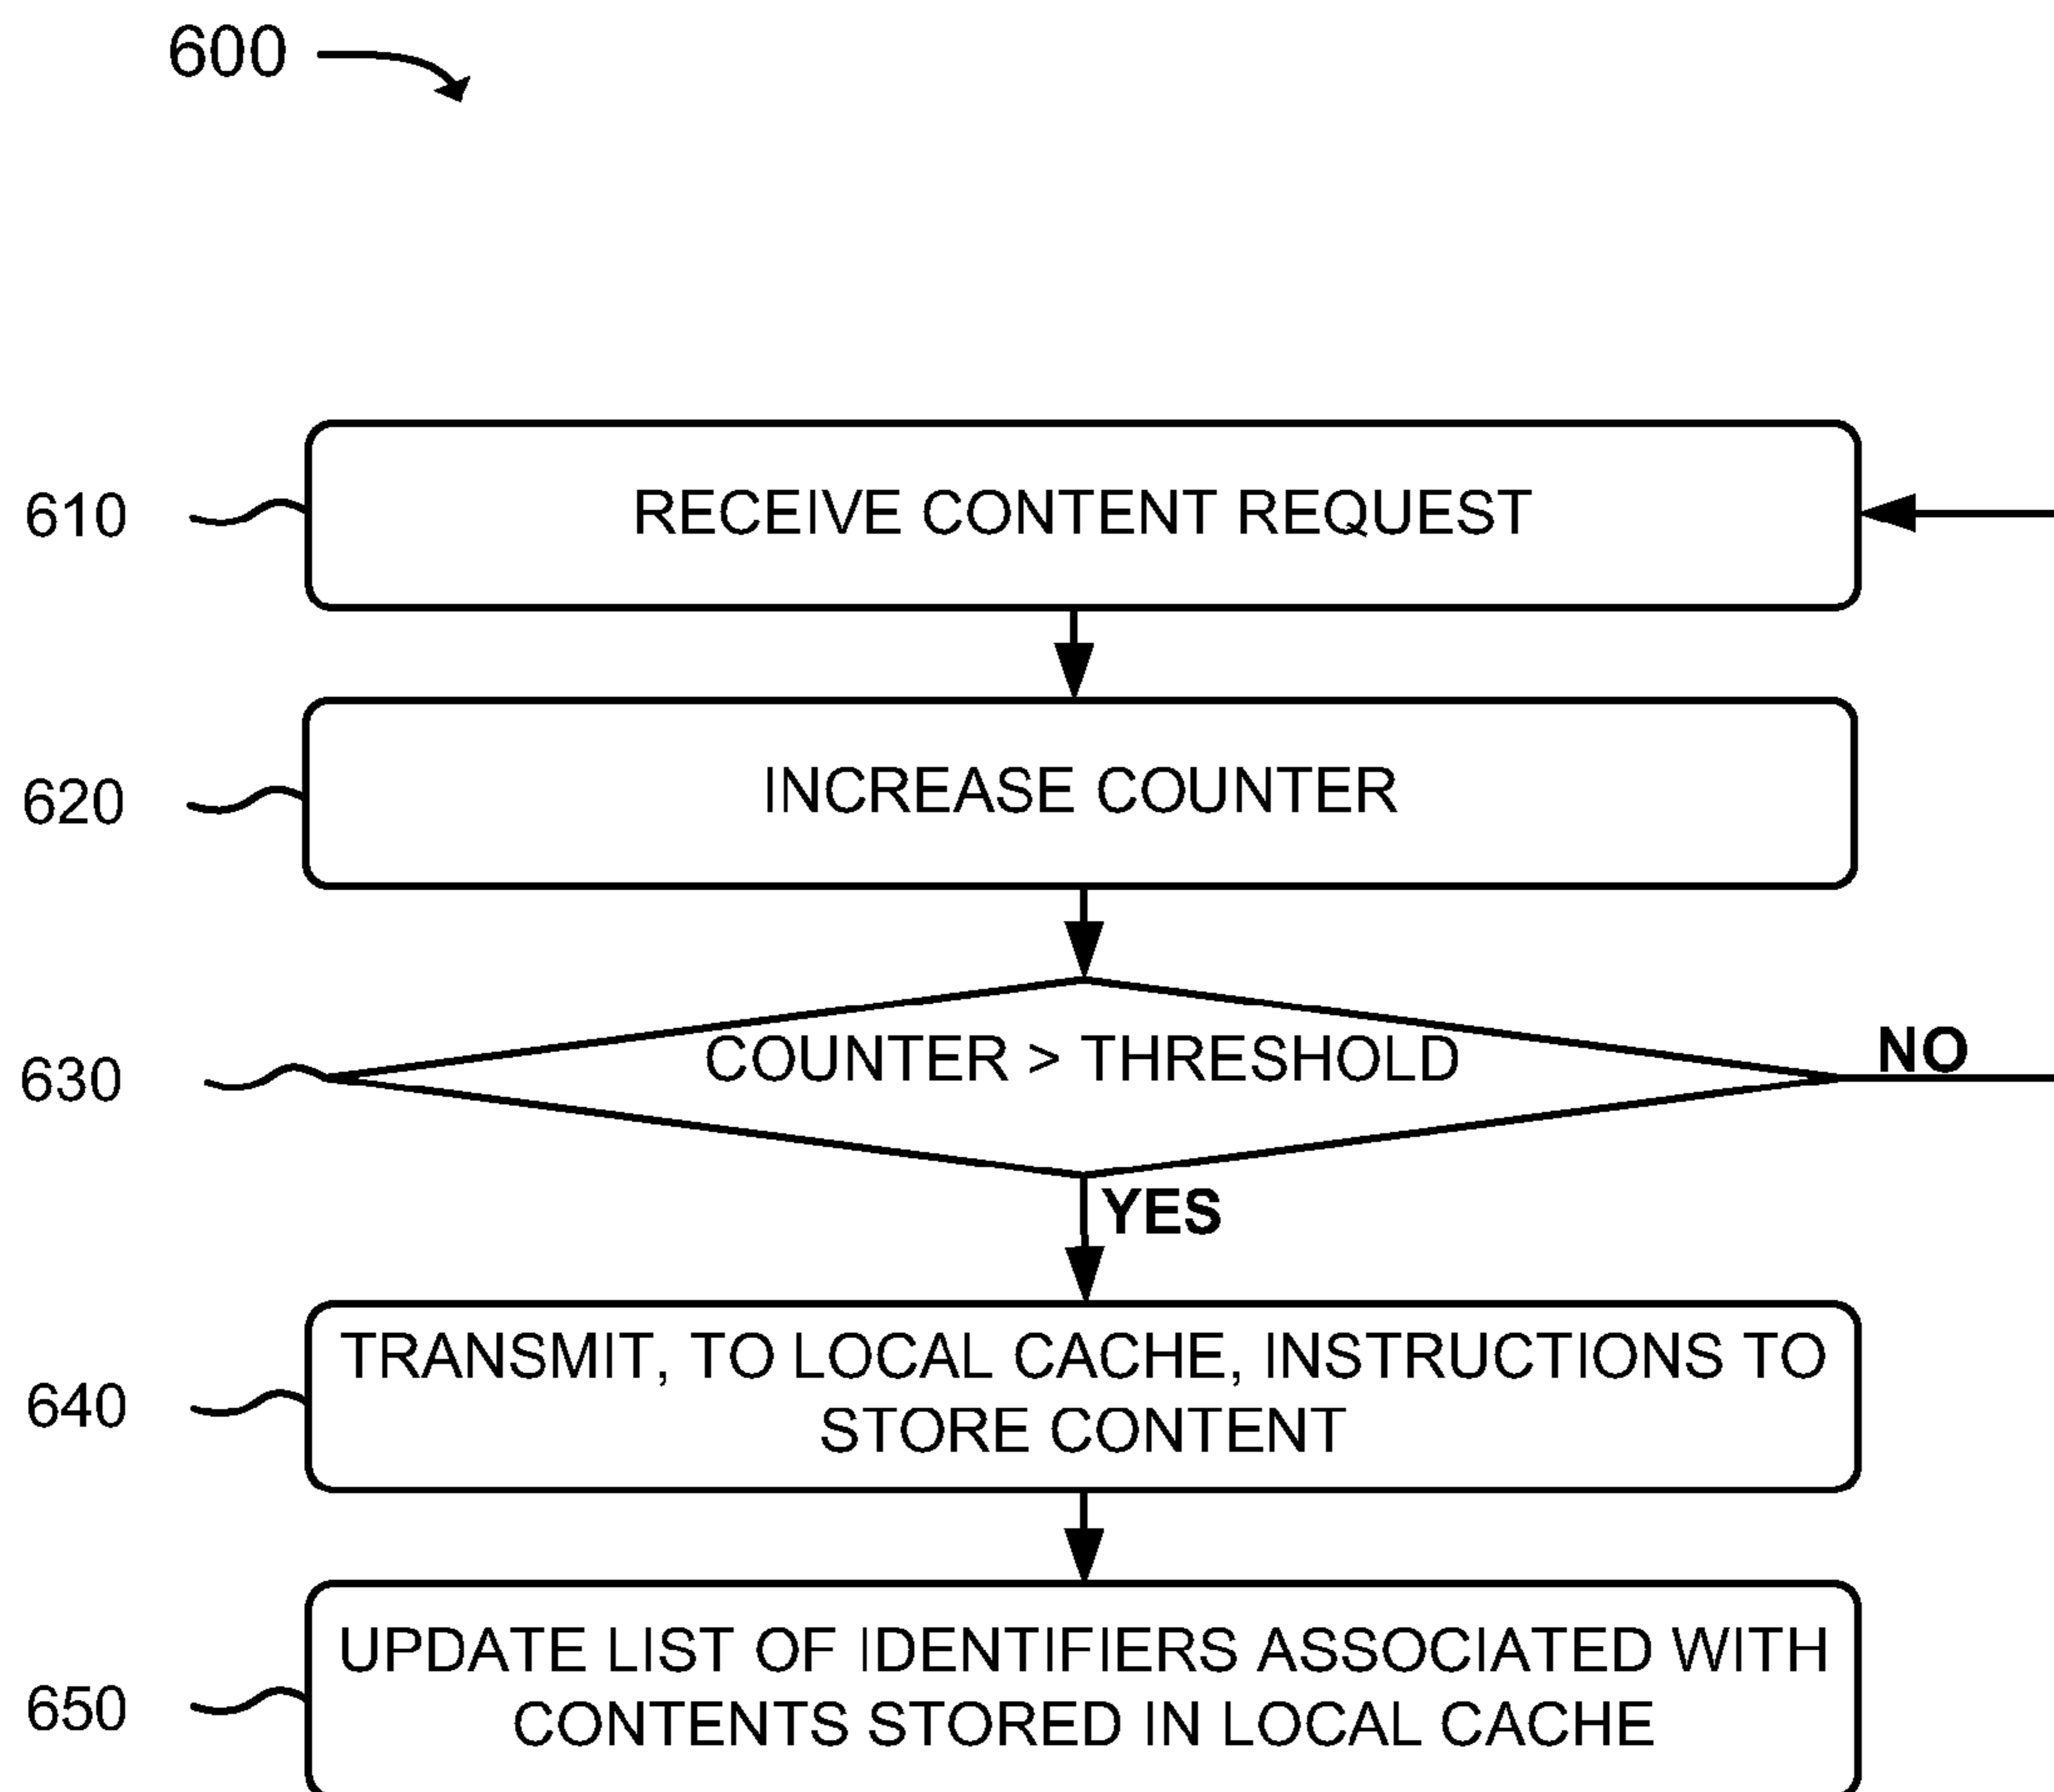 600
610
RECEIVE CONTENT REQUEST
620
INCREASE COUNTER
630
COUNTER > THRESHOLD
NO
YES
640
TRANSMIT, TO LOCAL CACHE, INSTRUCTIONS TO
STORE CONTENT
650
UPDATE LIST OF IDENTIFIERS ASSOCIATED WITH
CONTENTS STORED IN LOCAL CACHE